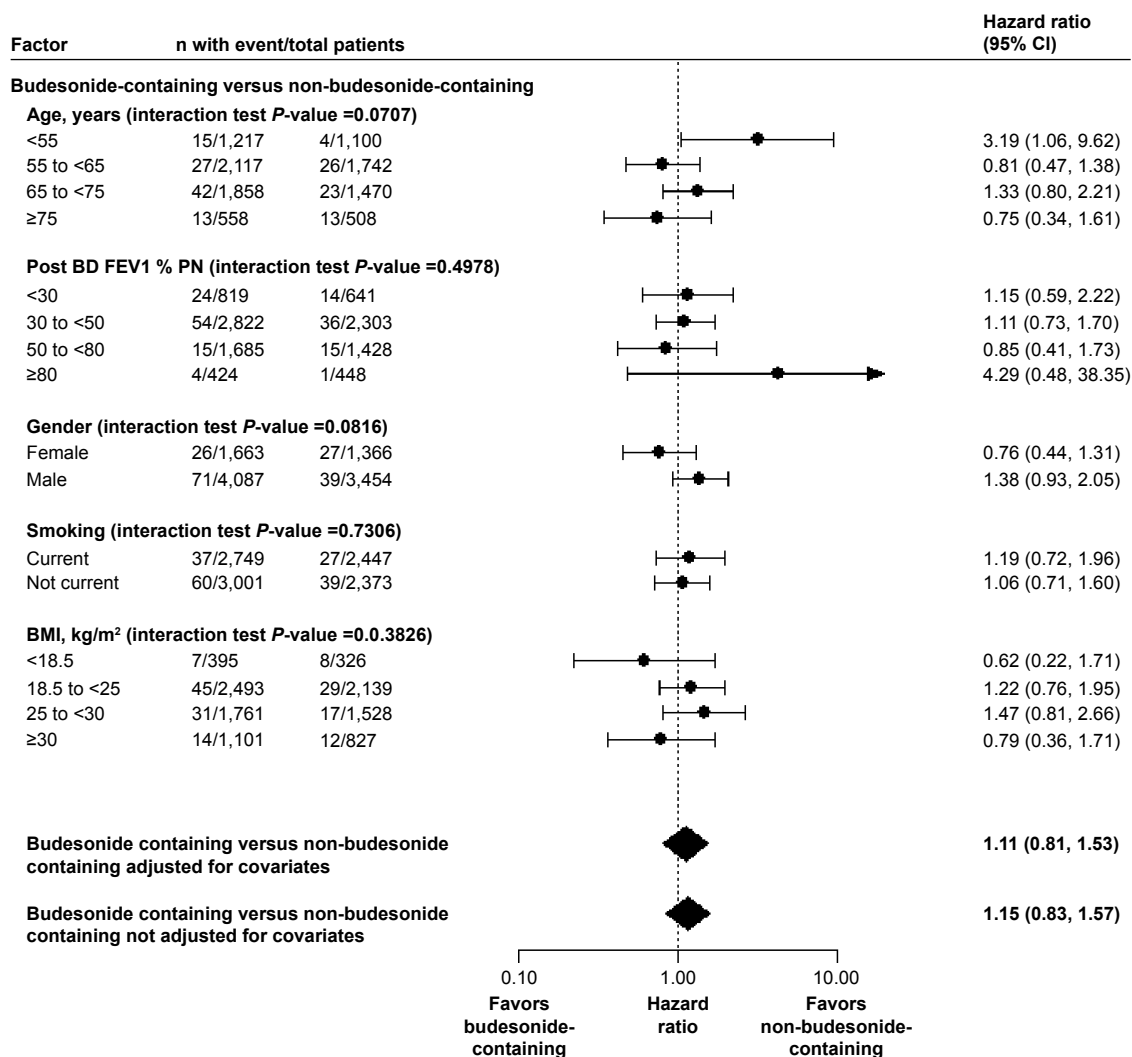 Hazard ratio
Factor n with event/total patients (95% CI)
Budesonide-containing versus non-budesonide-containing
Age, years (interaction test P-value =0.0707)
<55 15/1,217 4/1,100 3.19 (1.06, 9.62)
55 to <65 27/2,117 26/1,742 0.81 (0.47, 1.38)
65 to <75 42/1,858 23/1,470 1.33 (0.80, 2.21)
≥75 13/558 13/508 0.75 (0.34, 1.61)
Post BD FEV1 % PN (interaction test P-value =0.4978)
<30 24/819 14/641 1.15 (0.59, 2.22)
30 to <50 54/2,822 36/2,303 1.11 (0.73, 1.70)
50 to <80 15/1,685 15/1,428 0.85 (0.41, 1.73)
≥80 4/424 1/448 4.29 (0.48, 38.35)
Gender (interaction test P-value =0.0816)
Female 26/1,663 27/1,366 0.76 (0.44, 1.31)
Male 71/4,087 39/3,454 1.38 (0.93, 2.05)
Smoking (interaction test P-value =0.7306)
Current 37/2,749 27/2,447 1.19 (0.72, 1.96)
Not current 60/3,001 39/2,373 1.06 (0.71, 1.60)
BMI, kg/m² (interaction test P-value =0.0.3826)
<18.5 7/395 8/326 0.62 (0.22, 1.71)
18.5 to <25 45/2,493 29/2,139 1.22 (0.76, 1.95)
25 to <30 31/1,761 17/1,528 1.47 (0.81, 2.66)
≥30 14/1,101 12/827 0.79 (0.36, 1.71)
Budesonide containing versus non-budesonide 1.11 (0.81, 1.53)
containing adjusted for covariates
Budesonide containing versus non-budesonide 1.15 (0.83, 1.57)
containing not adjusted for covariates
0.10 1.00 10.00
Favors Hazard Favors
budesonide- ratio non-budesonide-
containing containing